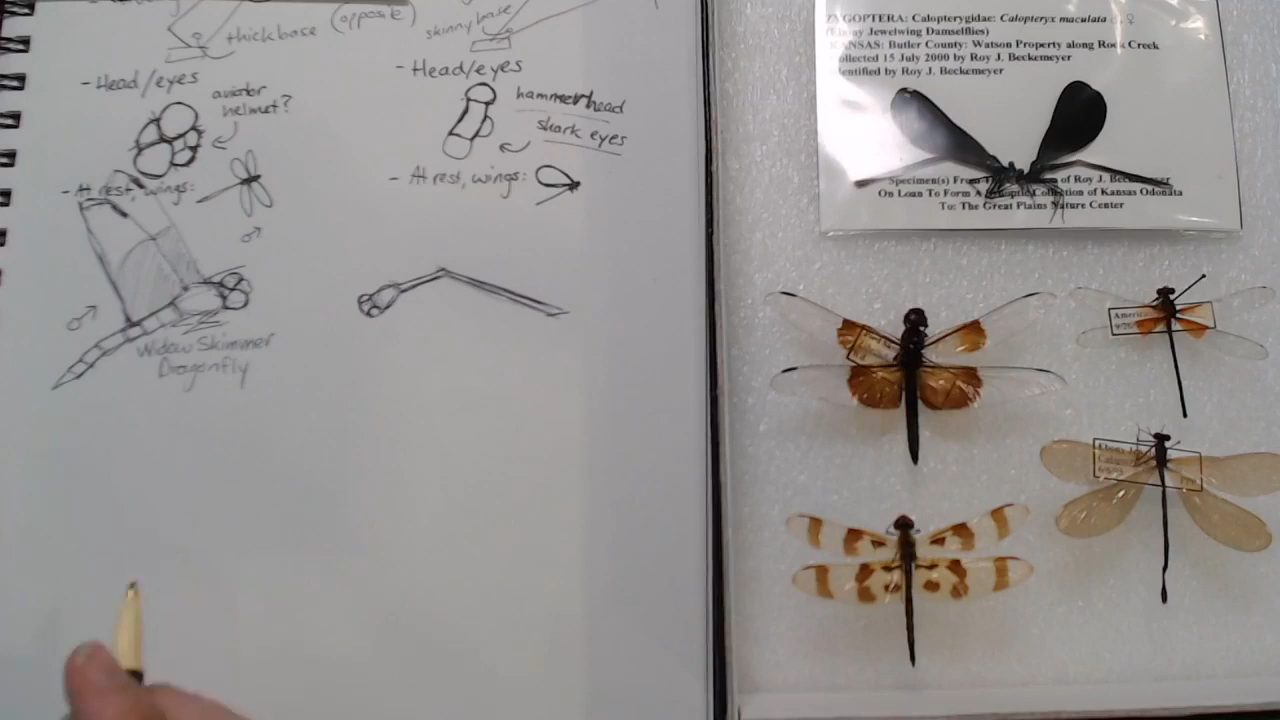 thick base (opposite)
skinny base
- Head/eyes
aviator
helmet?
- At rest, wings:
♂
♂
Widow Skimmer
Dragonfly
- Head/eyes
hammerhead
shark eyes
- At rest, wings:
ZYGOPTERA: Calopterygidae: Calopteryx maculata ♀
(Ebony Jewelwing Damselflies)
KANSAS: Butler County: Watson Property along Rock Creek
Collected 15 July 2000 by Roy J. Beckemeyer
Identified by Roy J. Beckemeyer
Specimen(s) From of Roy J. Beckemeyer
On Loan To Form A Synoptic Collection of Kansas Odonata
To: The Great Plains Nature Center